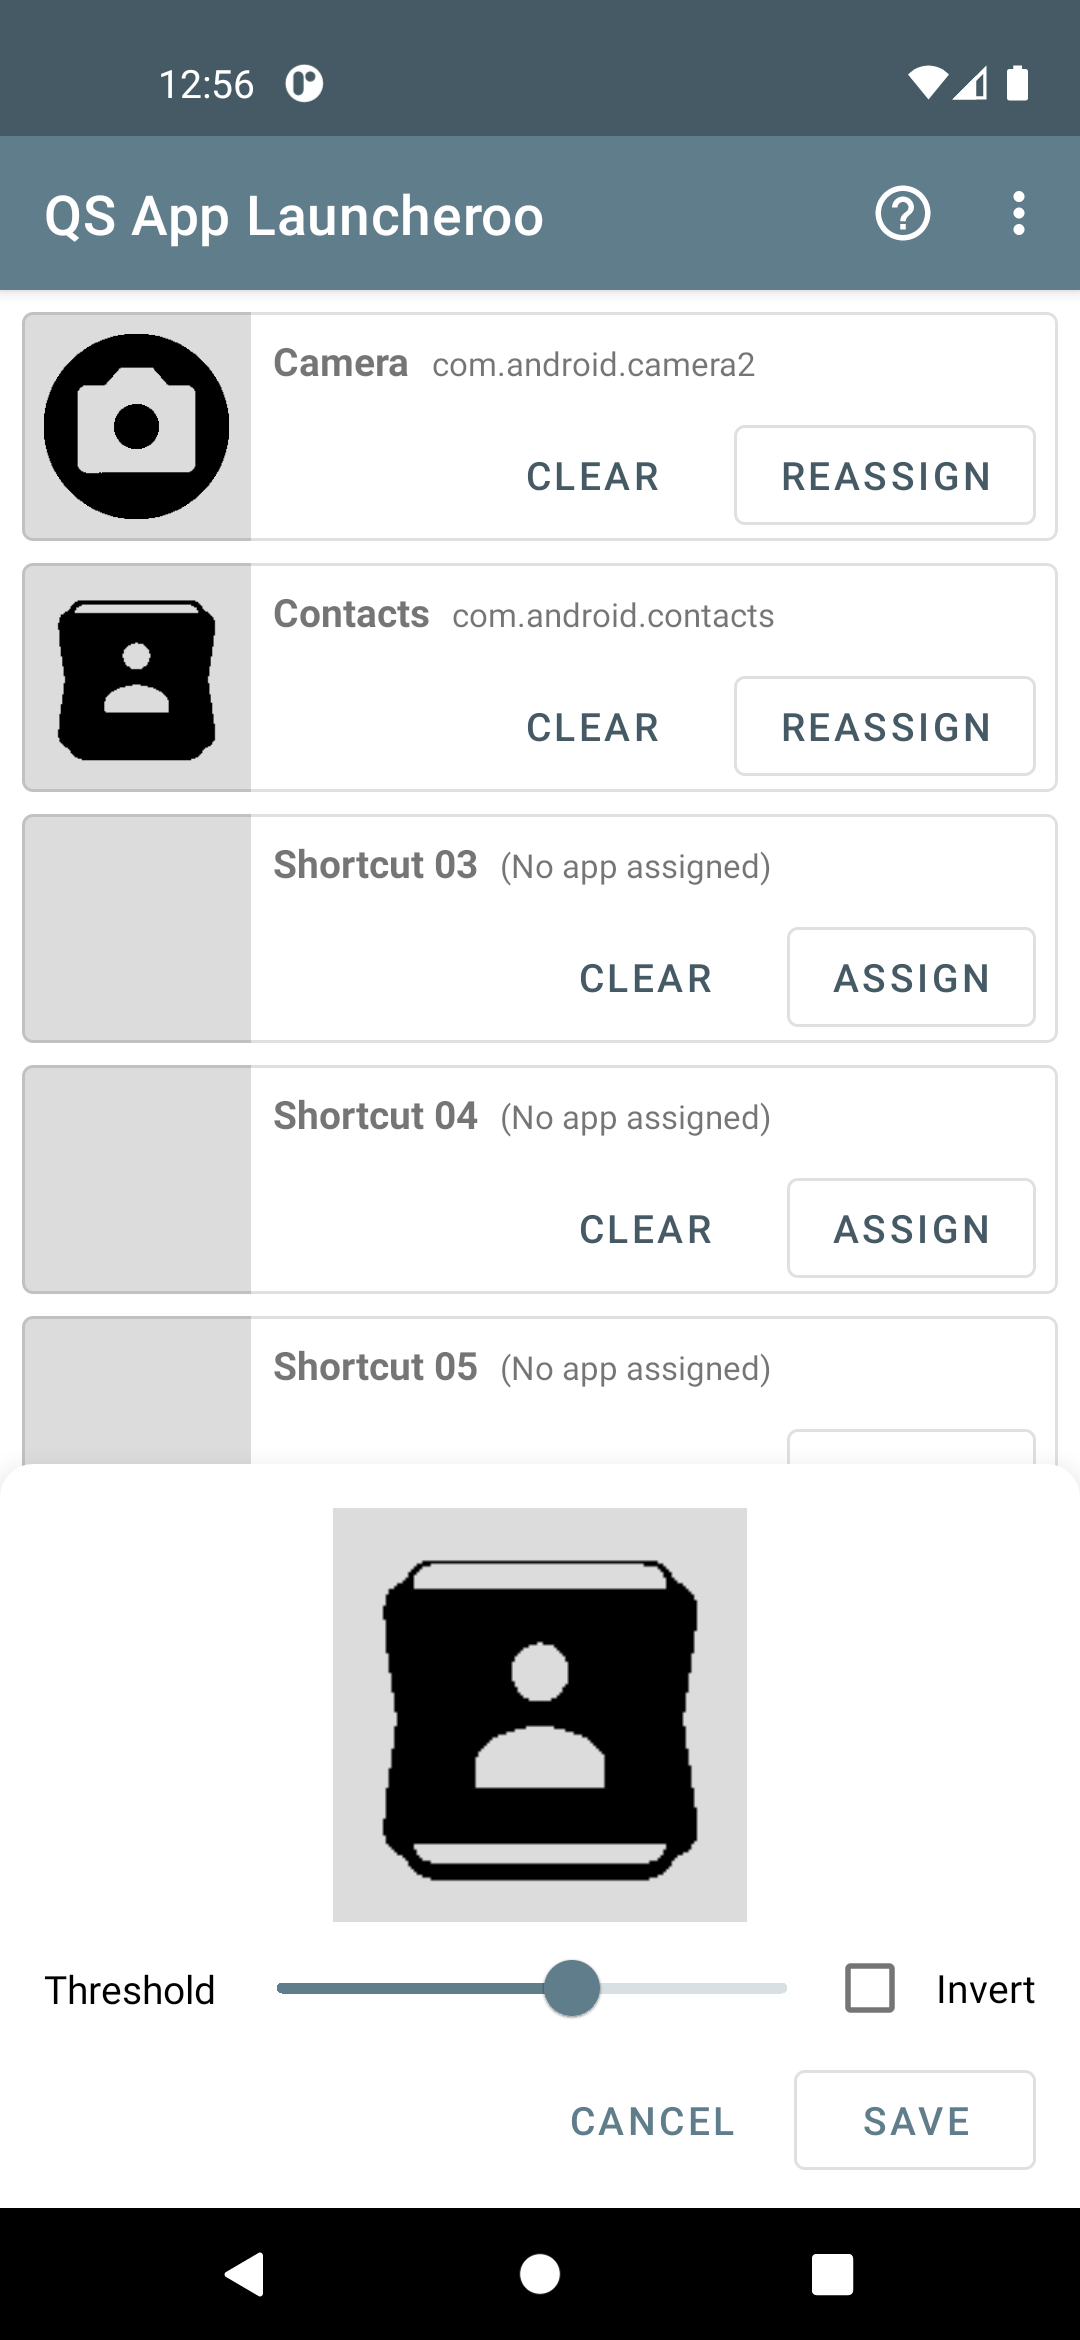 12:56
QS App Launcheroo
Camera com.android.camera2
CLEAR REASSIGN
Contacts com.android.contacts
CLEAR REASSIGN
Shortcut 03 (No app assigned)
CLEAR ASSIGN
Shortcut 04 (No app assigned)
CLEAR ASSIGN
Shortcut 05 (No app assigned)
Threshold Invert
CANCEL SAVE